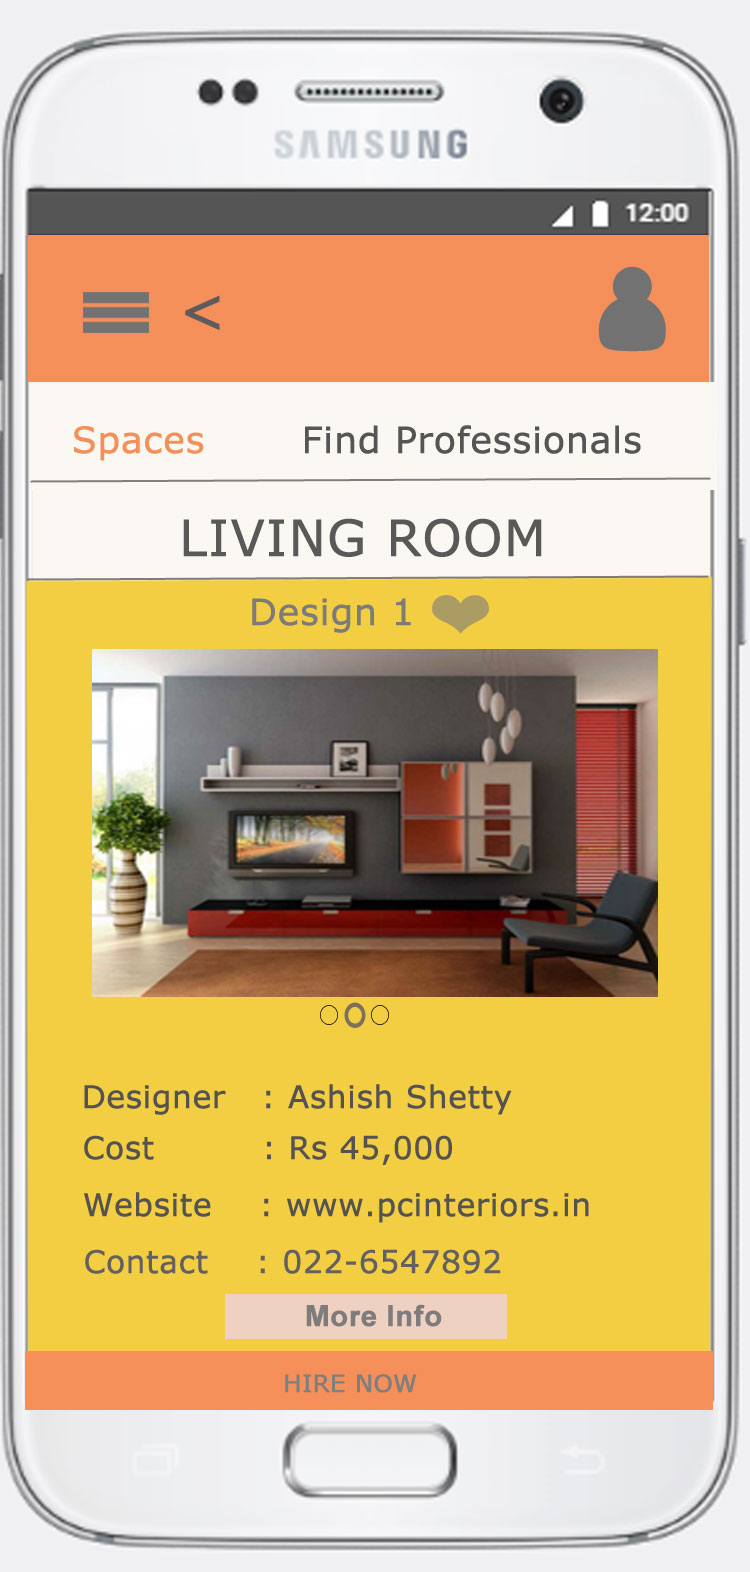 SAMSUNG
12:00
<
Spaces Find Professionals
LIVING ROOM
Design 1
Designer : Ashish Shetty
Cost : Rs 45,000
Website : www.pcinteriors.in
Contact : 022-6547892
More Info
HIRE NOW